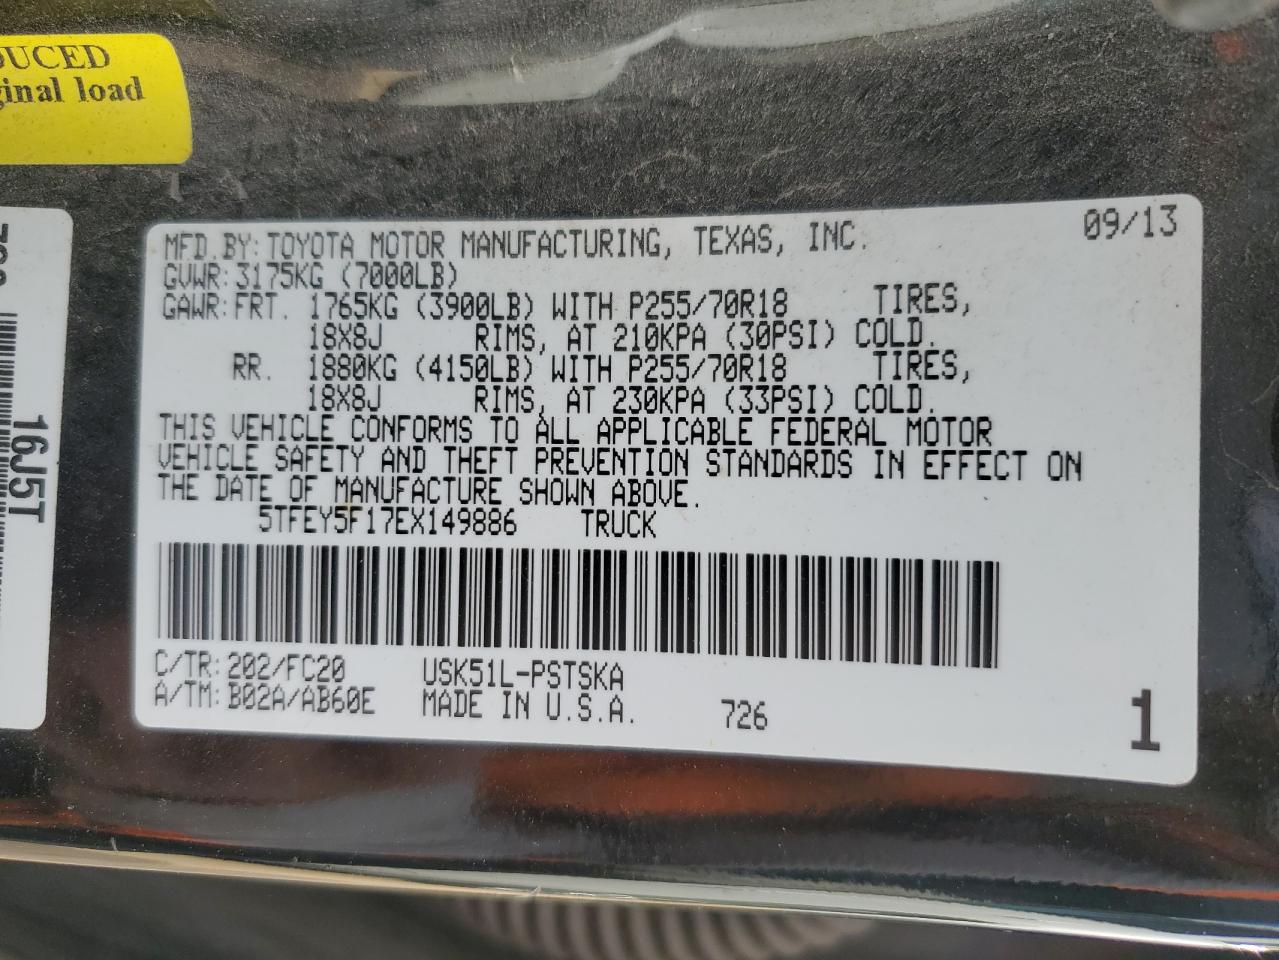 DUCED
ginal load
16J5T
MFD.BY: TOYOTA MOTOR MANUFACTURING, TEXAS, INC. 09/13
GVWR: 3175KG (7000LB)
GAWR: FRT. 1765KG (3900LB) WITH P255/70R18 TIRES,
18X8J RIMS, AT 210KPA (30PSI) COLD.
RR. 1880KG (4150LB) WITH P255/70R18 TIRES,
18X8J RIMS, AT 230KPA (33PSI) COLD.
THIS VEHICLE CONFORMS TO ALL APPLICABLE FEDERAL MOTOR
VEHICLE SAFETY AND THEFT PREVENTION STANDARDS IN EFFECT ON
THE DATE OF MANUFACTURE SHOWN ABOVE.
5TFEY5F17EX149886 TRUCK
C/TR: 202/FC20 USK51L-PSTSKA
A/TM: B02A/AB60E MADE IN U.S.A. 726 1